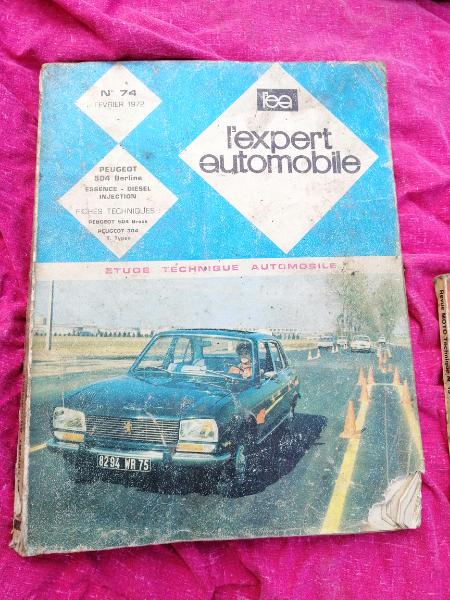 N° 74
FEVRIER 1972
l'ea
l'expert
automobile
PEUGEOT
504 Berline
ESSENCE - DIESEL
INJECTION
FICHES TECHNIQUES :
PEUGEOT 504 Break
PEUGEOT 304
T. Types
ETUDE TECHNIQUE AUTOMOBILE
8294 WR 75
Revue MOTO Technique